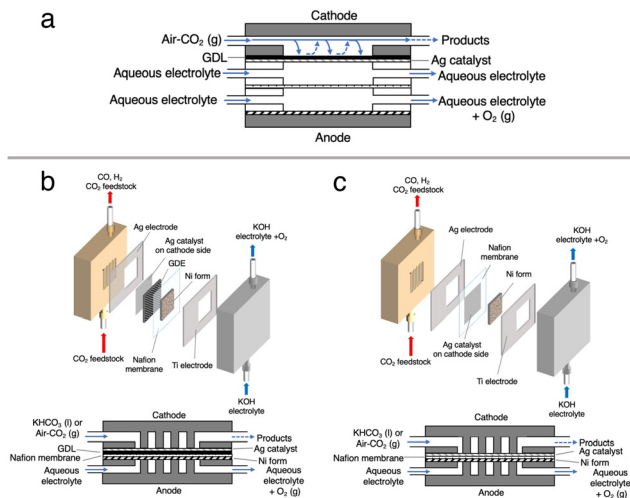 a
Cathode
Air-CO₂ (g)
Products
GDL
Ag catalyst
Aqueous electrolyte
Aqueous electrolyte
Aqueous electrolyte
Aqueous electrolyte
+ O₂ (g)
Anode
b
CO, H₂
CO₂ feedstock
Ag electrode
Ag catalyst
on cathode side
GDE
Ni form
KOH
electrolyte +O₂
CO₂ feedstock
Nafion
membrane
Ti electrode
KOH
electrolyte
Cathode
KHCO₃ (l) or
Air-CO₂ (g)
Products
GDL
Ag catalyst
Nafion membrane
Ni form
Aqueous
electrolyte
Aqueous
electrolyte
+ O₂ (g)
Anode
c
CO, H₂
CO₂ feedstock
Ag electrode
Nafion
membrane
Ni form
KOH
electrolyte +O₂
CO₂ feedstock
Ag catalyst
on cathode side
Ti electrode
KOH
electrolyte
Cathode
KHCO₃ (l) or
Air-CO₂ (g)
Products
Nafion membrane
Ag catalyst
Ni form
Aqueous
electrolyte
Aqueous
electrolyte
+ O₂ (g)
Anode